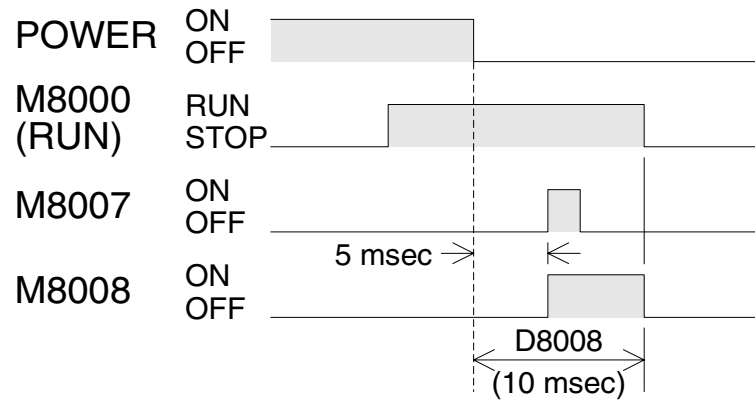 POWER ON
OFF
M8000 RUN
(RUN) STOP
M8007 ON
OFF
5 msec
M8008 ON
OFF
D8008
(10 msec)